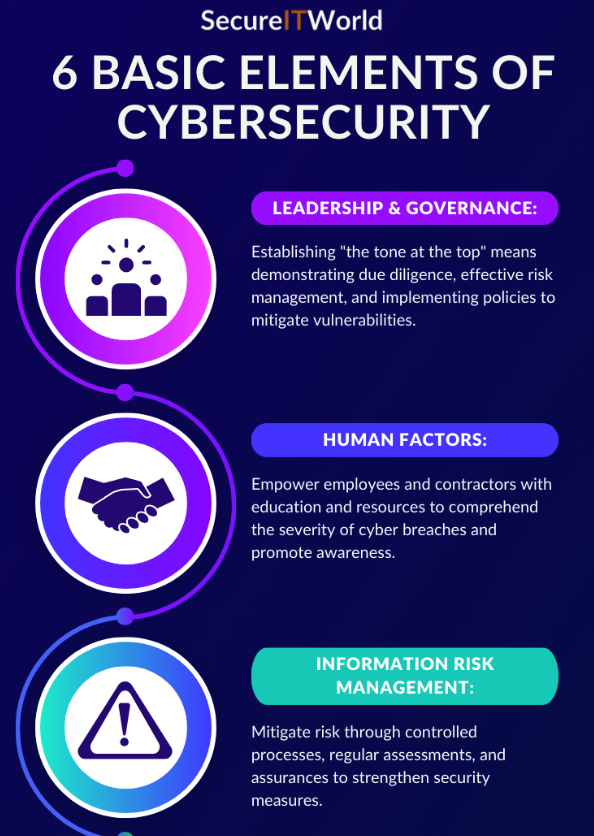 SecureITWorld
6 BASIC ELEMENTS OF
CYBERSECURITY
LEADERSHIP & GOVERNANCE:
Establishing "the tone at the top" means
demonstrating due diligence, effective risk
management, and implementing policies to
mitigate vulnerabilities.
HUMAN FACTORS:
Empower employees and contractors with
education and resources to comprehend
the severity of cyber breaches and
promote awareness.
INFORMATION RISK
MANAGEMENT:
Mitigate risk through controlled
processes, regular assessments, and
assurances to strengthen security
measures.